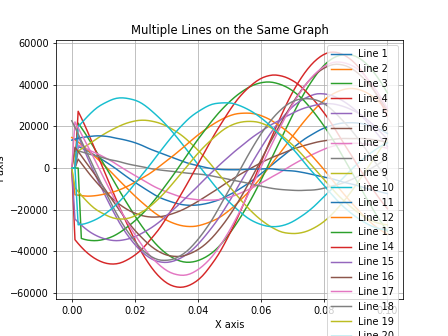 Multiple Lines on the Same Graph
60000
40000
20000
0
−20000
−40000
−60000
0.00
0.02
0.04
0.06
X axis
Line 1
Line 2
Line 3
Line 4
Line 5
Line 6
Line 7
Line 8
Line 9
Line 10
Line 11
Line 12
Line 13
Line 14
Line 15
Line 16
Line 17
Line 18
Line 19
Line 20